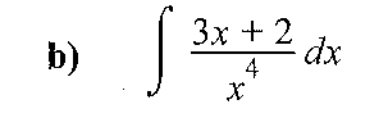 b) ∫ (3x + 2)/x⁴ dx